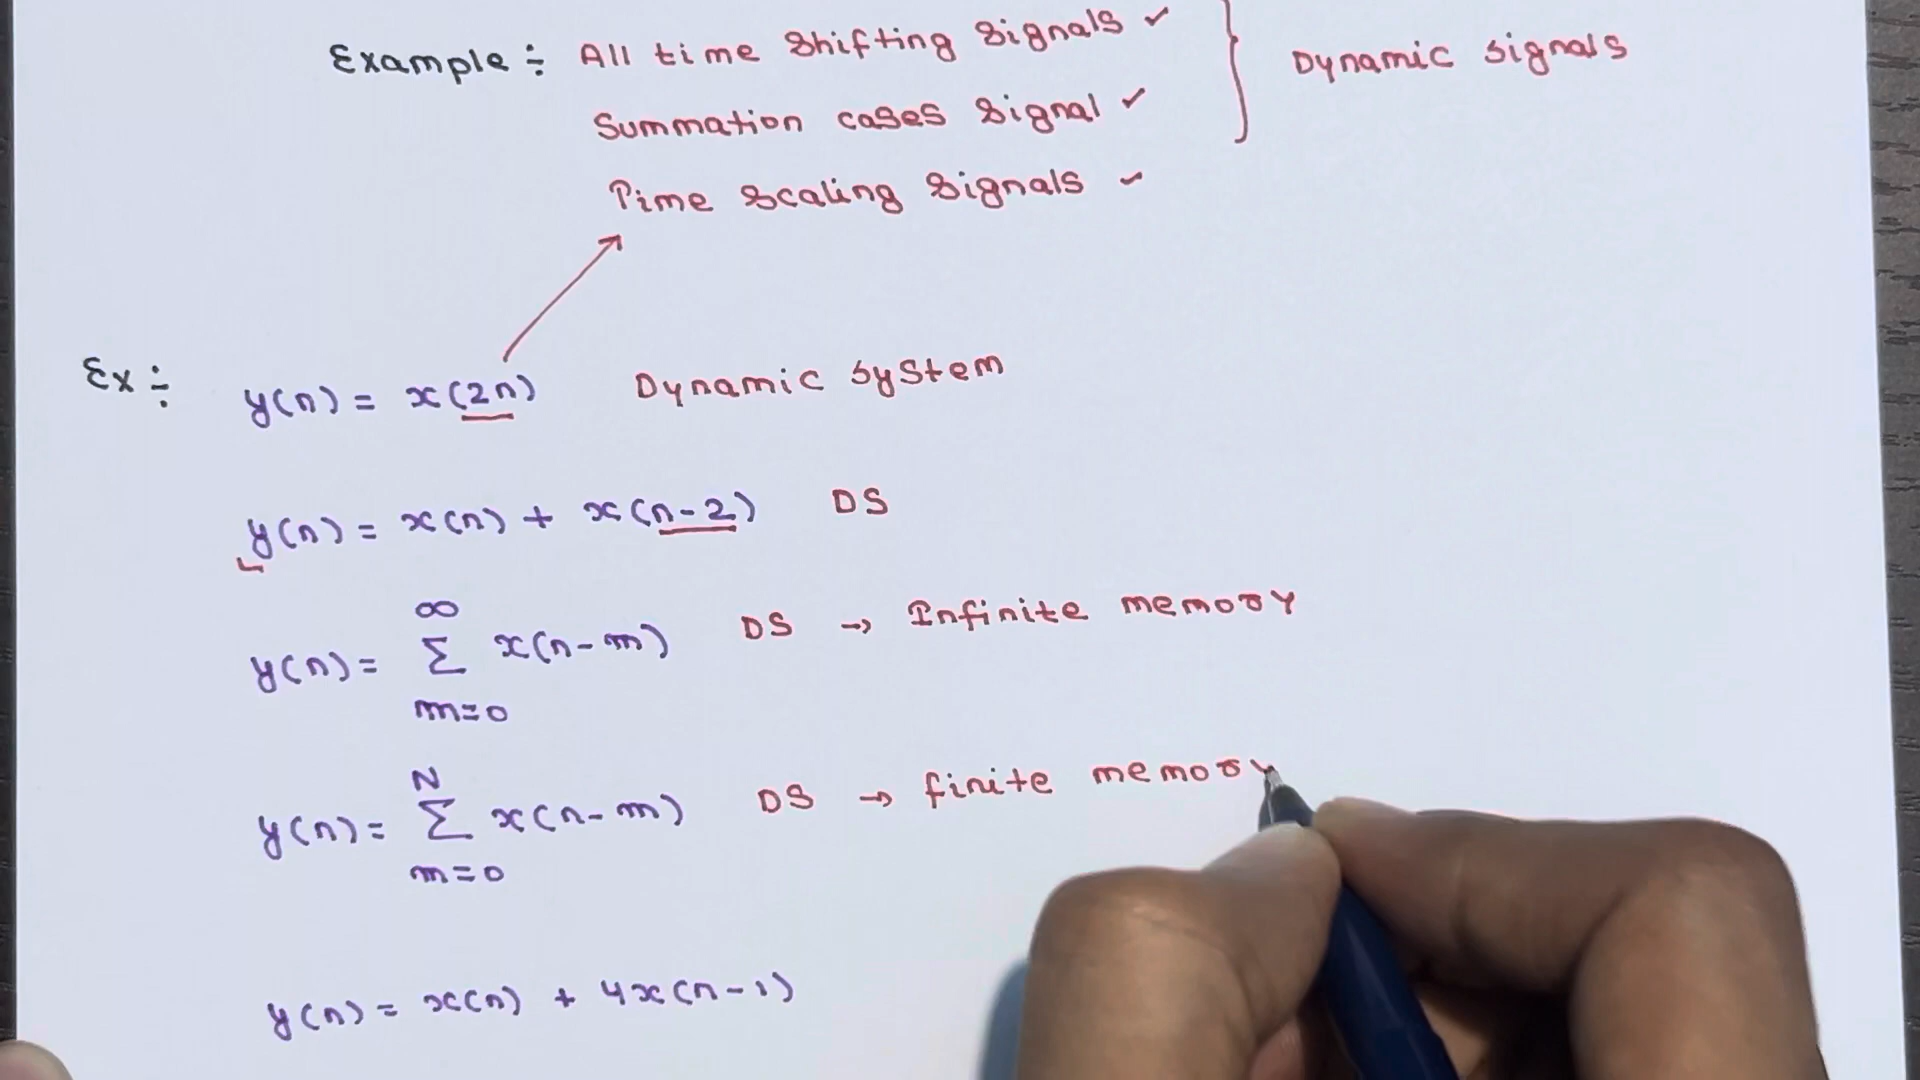 Example ÷ All time Shifting Signals ✓ } Dynamic Signals
Summation cases Signal ✓
Time Scaling Signals ✓
Ex ÷ y(n) = x(2n) Dynamic System
y(n) = x(n) + x(n-2) DS
y(n) = ∞ Σ m=0 x(n-m) DS → Infinite memory
y(n) = N Σ m=0 x(n-m) DS → finite memory
y(n) = x(n) + 4x(n-1)